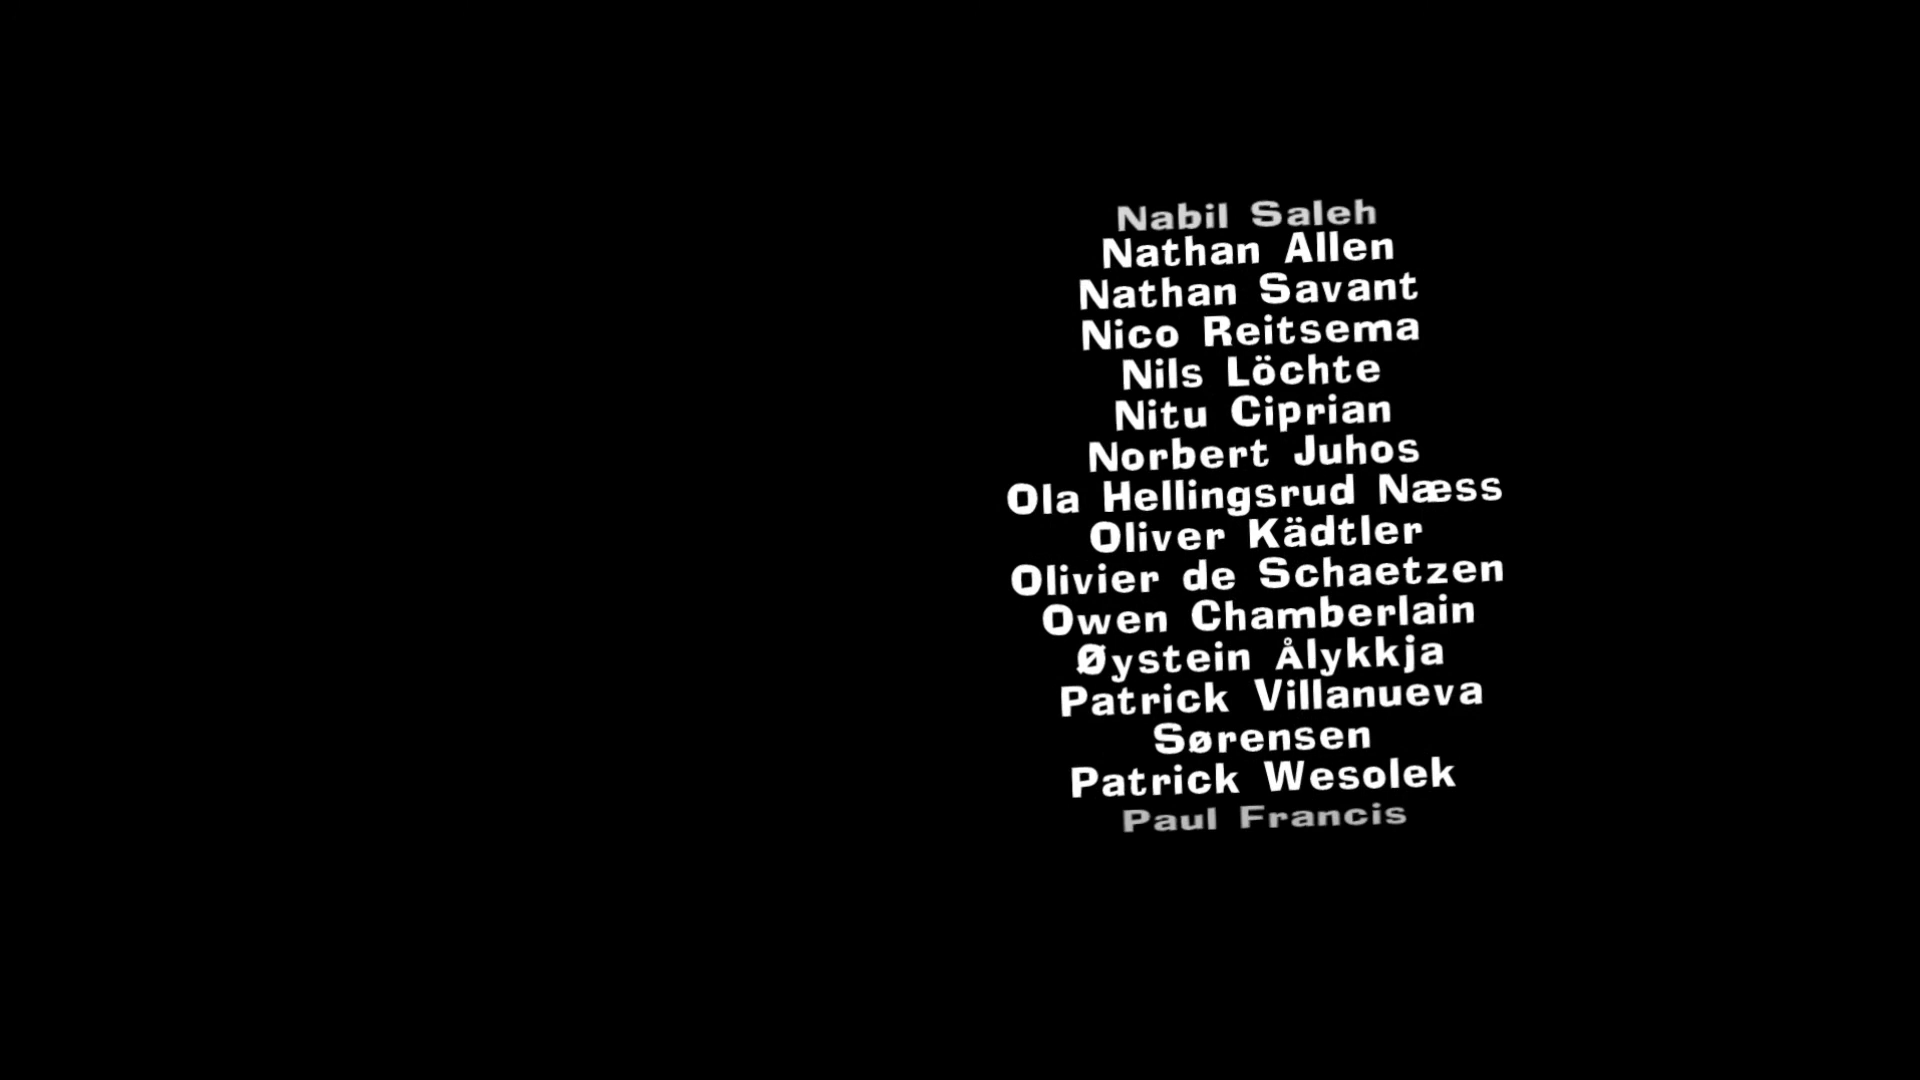 Nabil Saleh
Nathan Allen
Nathan Savant
Nico Reitsema
Nils Löchte
Nitu Ciprian
Norbert Juhos
Ola Hellingsrud Næss
Oliver Kädtler
Olivier de Schaetzen
Owen Chamberlain
Øystein Ålykkja
Patrick Villanueva
Sørensen
Patrick Wesolek
Paul Francis